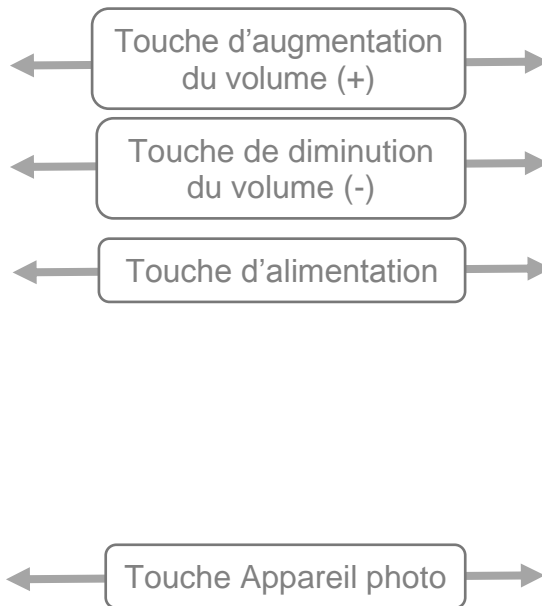 Touche d’augmentation
du volume (+)
Touche de diminution
du volume (-)
Touche d’alimentation
Touche Appareil photo